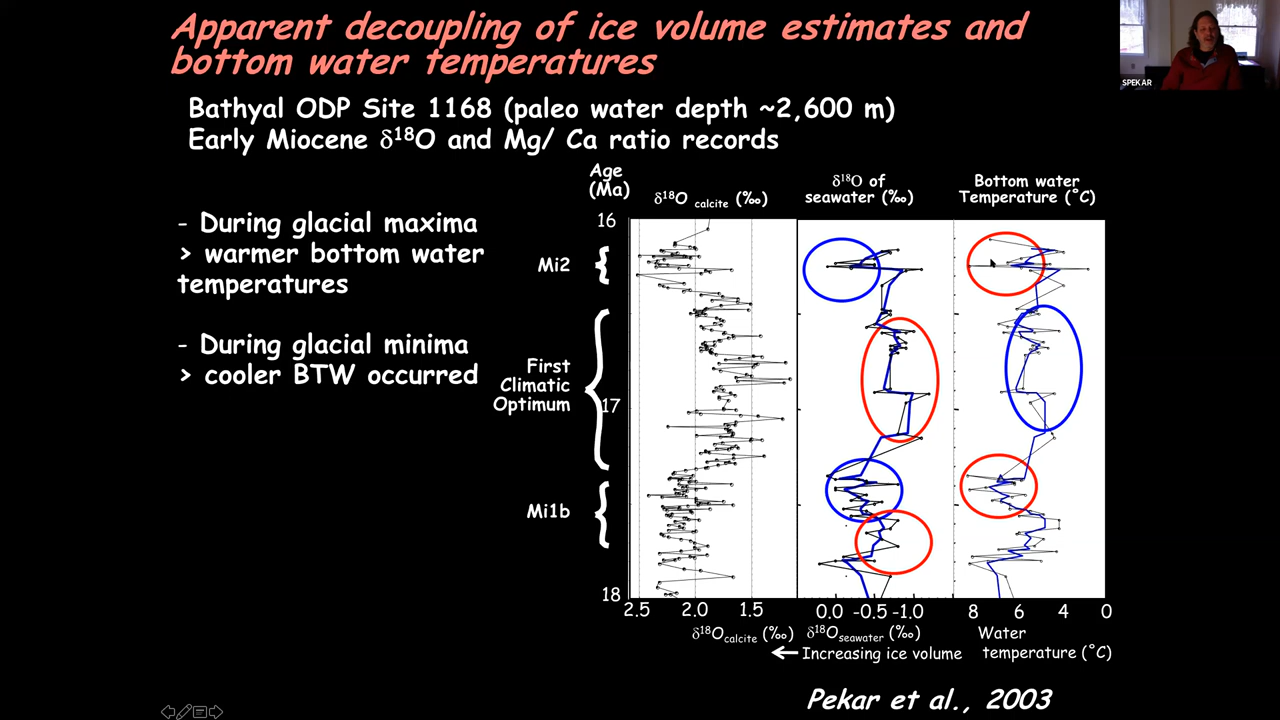 Apparent decoupling of ice volume estimates and
bottom water temperatures
SPEKAR
Bathyal ODP Site 1168 (paleo water depth ~2,600 m)
Early Miocene δ18O and Mg/ Ca ratio records
- During glacial maxima
> warmer bottom water
temperatures
- During glacial minima
> cooler BTW occurred
Age
(Ma)
δ18O calcite (‰)
δ18O of
seawater (‰)
Bottom water
Temperature (˚C)
16
Mi2
First
Climatic
Optimum
17
Mi1b
18
2.5 2.0 1.5
0.0 -0.5 -1.0
8 6 4 0
δ18Ocalcite (‰)
δ18Oseawater (‰)
Water
temperature (˚C)
Increasing ice volume
Pekar et al., 2003